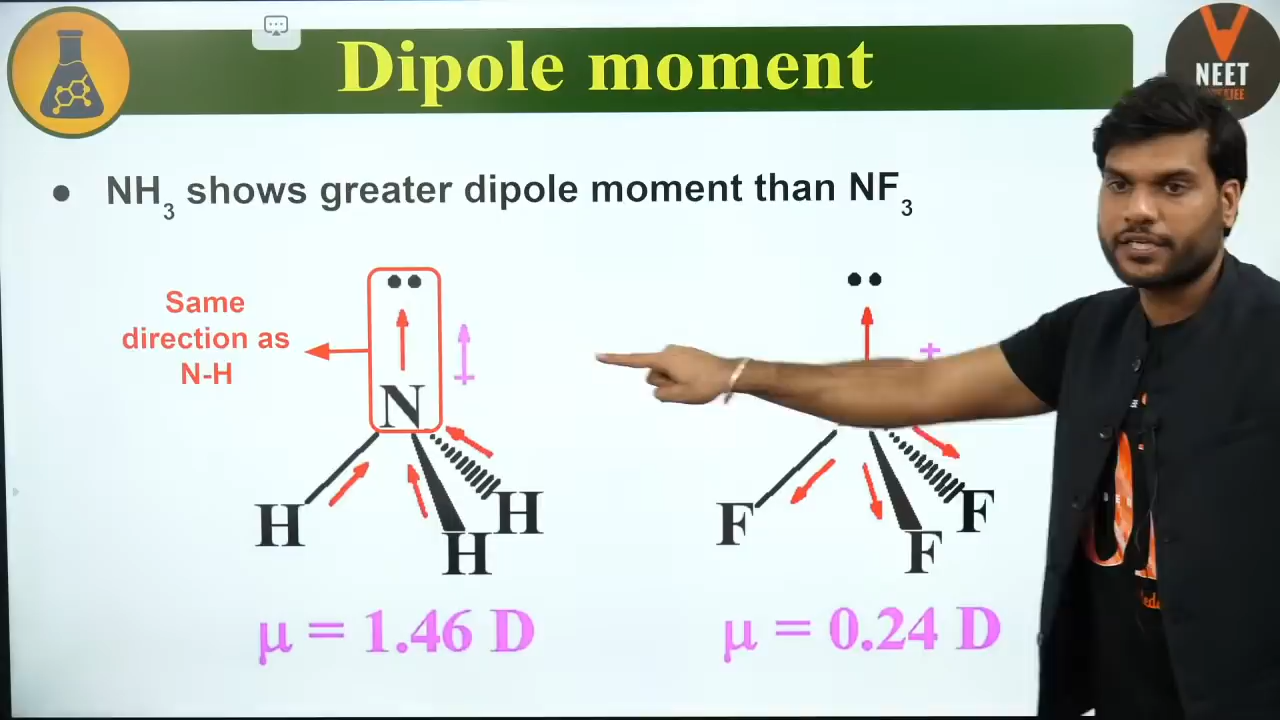 Dipole moment
NEET
● NH₃ shows greater dipole moment than NF₃
Same
direction as
N-H
N
H
H
H
F
F
F
μ = 1.46 D
μ = 0.24 D